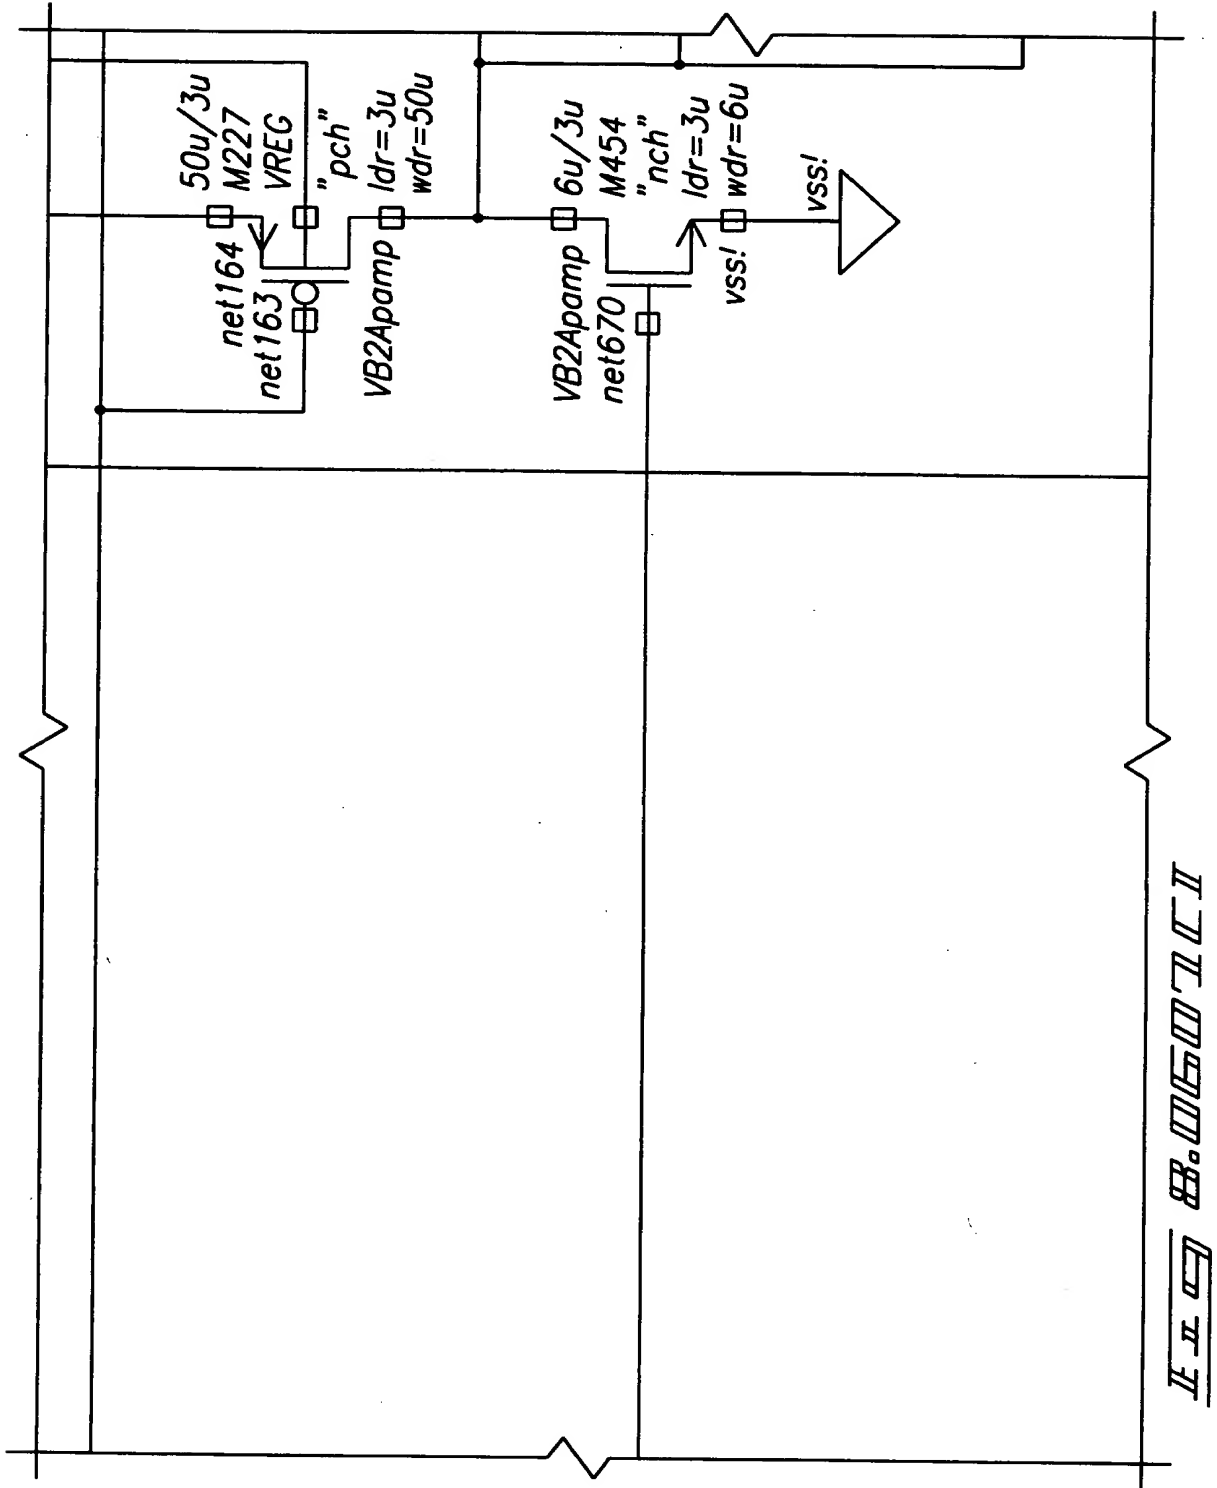 50u/3u
M227
VREG
"pch"
ldr=3u
wdr=50u
net164
net163
VB2Apamp
6u/3u
M454
"nch"
ldr=3u
wdr=6u
VB2Apamp
net670
vss!
vss!
FIG 8.0607CI